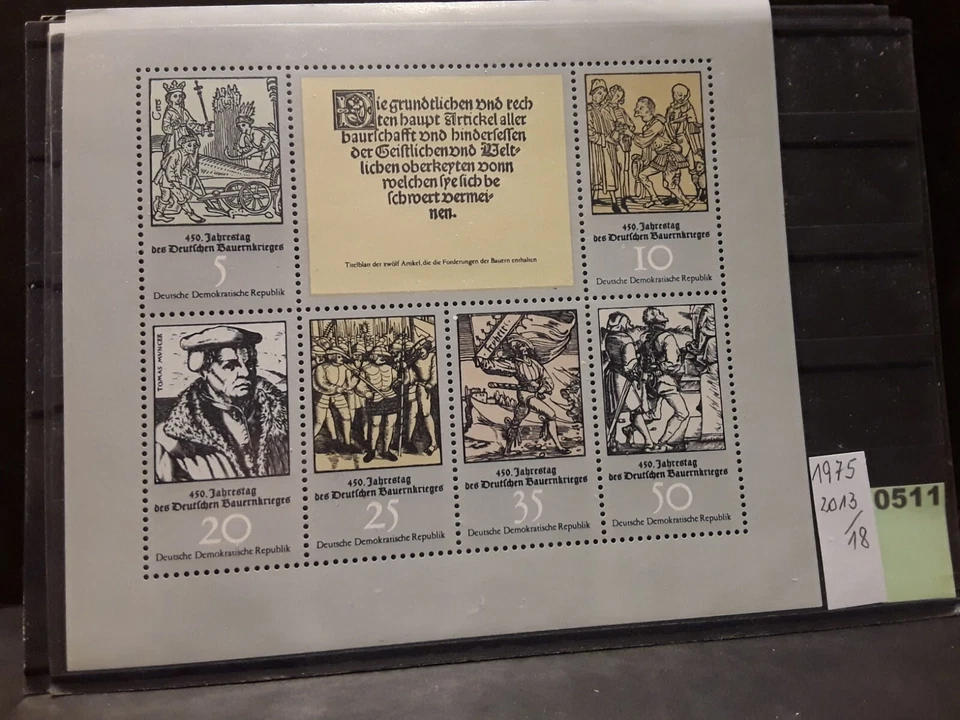 Ceres
450. Jahrestag
des Deutschen Bauernkrieges
5
Deutsche Demokratische Republik
Die grundtlichen vnd rech
ten haupt Artickel aller
baurschafft vnd hindersessen
der Geistlichen vnd Welt-
lichen oberkeyten vonn
welchen sye sich be
schwert vermei-
nen.
Titelblatt der zwölf Artikel, die die Forderungen der Bauern enthalten
450. Jahrestag
des Deutschen Bauernkrieges
10
Deutsche Demokratische Republik
TOMAS MUNCER
450. Jahrestag
des Deutschen Bauernkrieges
20
Deutsche Demokratische Republik
450. Jahrestag
des Deutschen Bauernkrieges
25
Deutsche Demokratische Republik
450. Jahrestag
des Deutschen Bauernkrieges
35
Deutsche Demokratische Republik
450. Jahrestag
des Deutschen Bauernkrieges
50
Deutsche Demokratische Republik
1975
2013
/18
0511